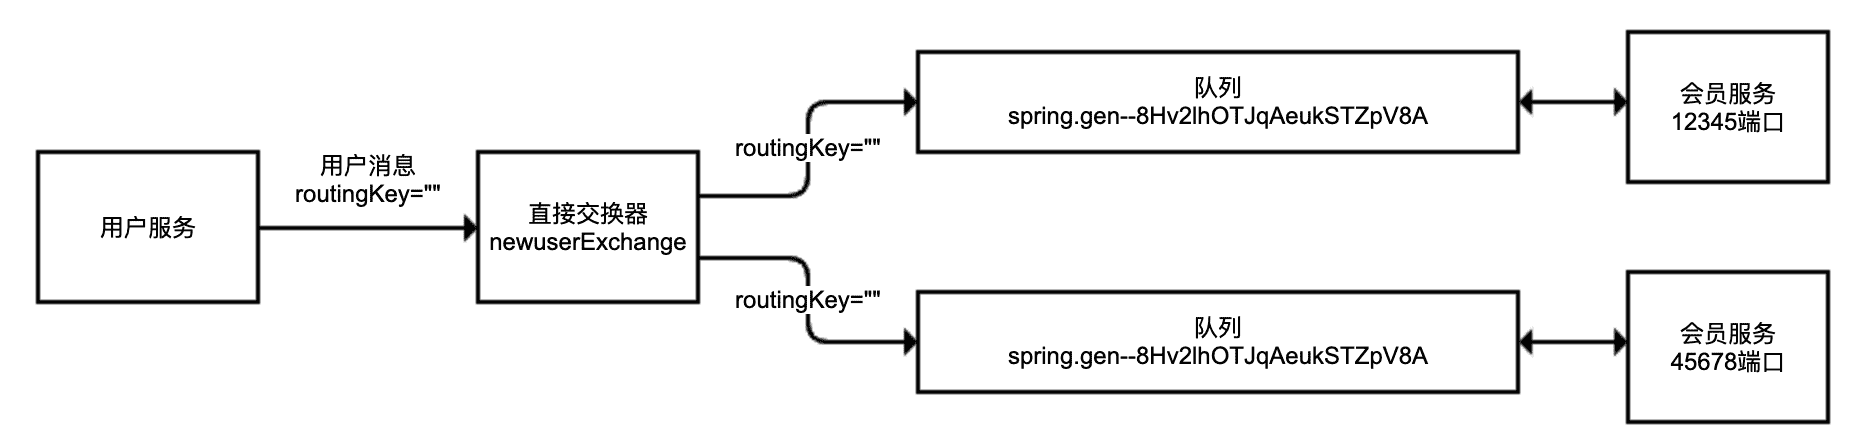 用户服务
用户消息
routingKey=""
直接交换器
newuserExchange
routingKey=""
队列
spring.gen--8Hv2lhOTJqAeukSTZpV8A
会员服务
12345端口
routingKey=""
队列
spring.gen--8Hv2lhOTJqAeukSTZpV8A
会员服务
45678端口